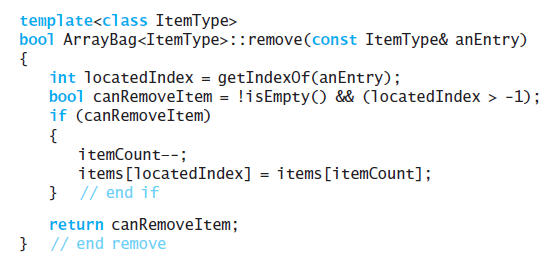 template<class ItemType>
bool ArrayBag<ItemType>::remove(const ItemType& anEntry)
{
   int locatedIndex = getIndexOf(anEntry);
   bool canRemoveItem = !isEmpty() && (locatedIndex > -1);
   if (canRemoveItem)
   {
      itemCount--;
      items[locatedIndex] = items[itemCount];
   }  // end if
   return canRemoveItem;
}  // end remove